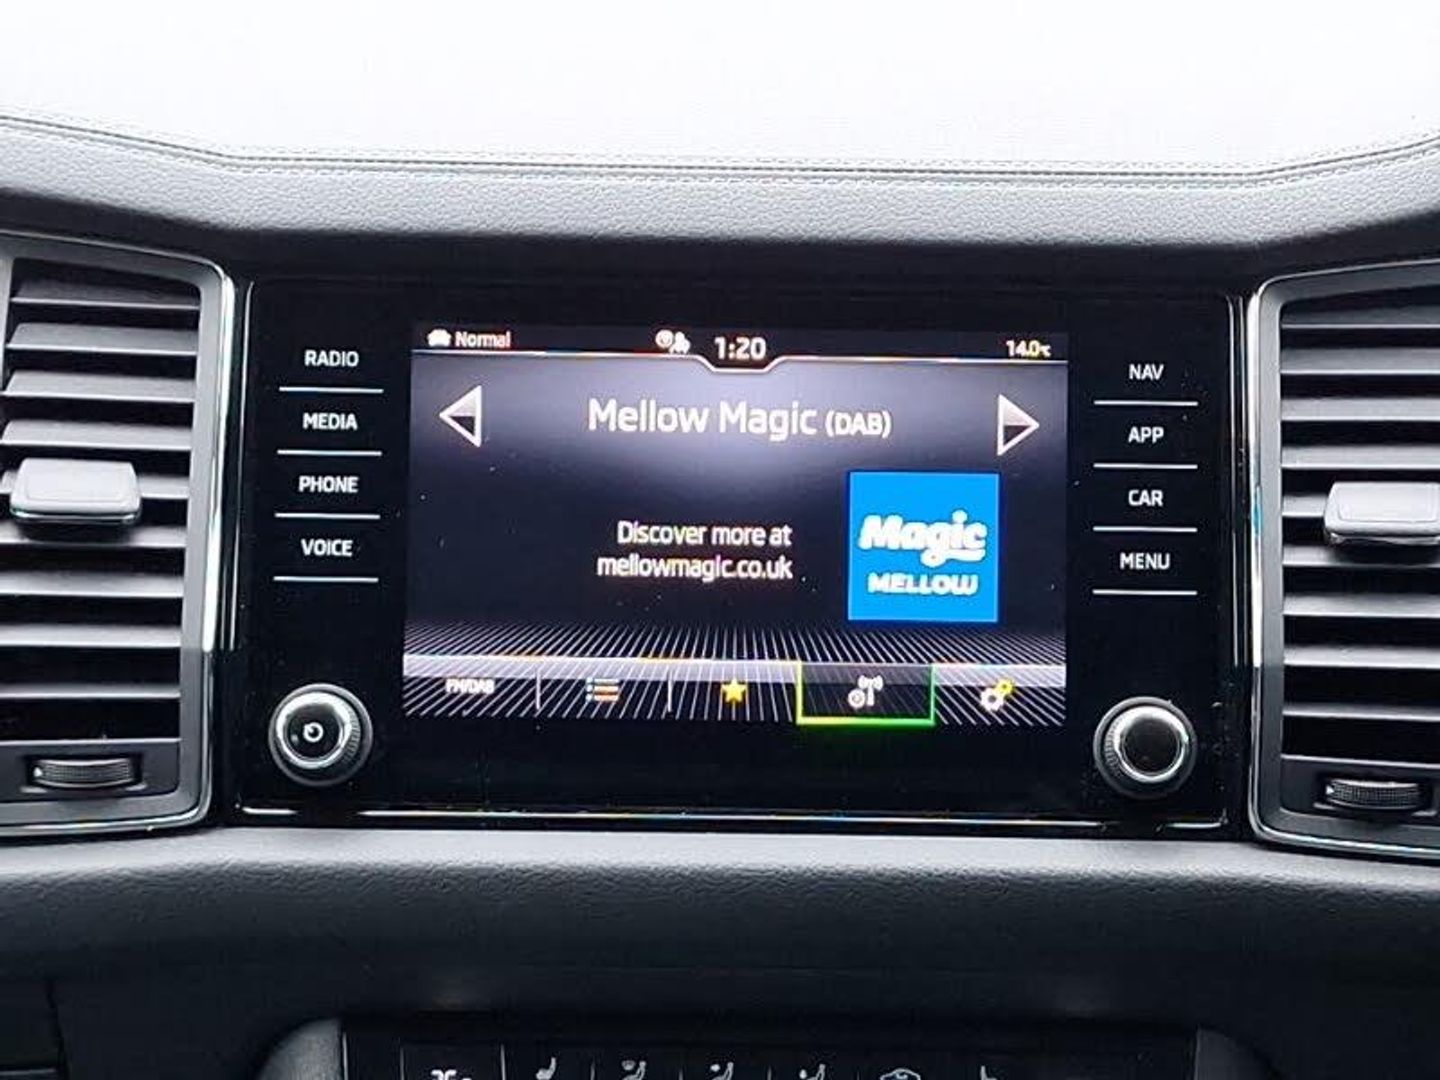 Normal 1:20 14.0°C
RADIO
MEDIA
PHONE
VOICE
Mellow Magic (DAB)
Discover more at
mellowmagic.co.uk
Magic
MELLOW
FM/DAB
NAV
APP
CAR
MENU